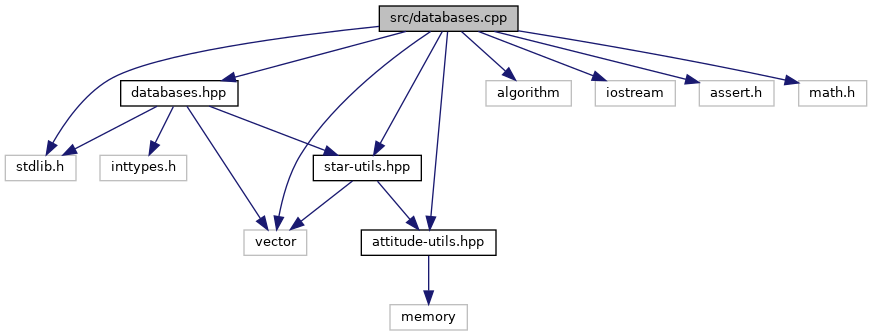 src/databases.cpp
databases.hpp
algorithm
iostream
assert.h
math.h
stdlib.h
inttypes.h
star-utils.hpp
vector
attitude-utils.hpp
memory